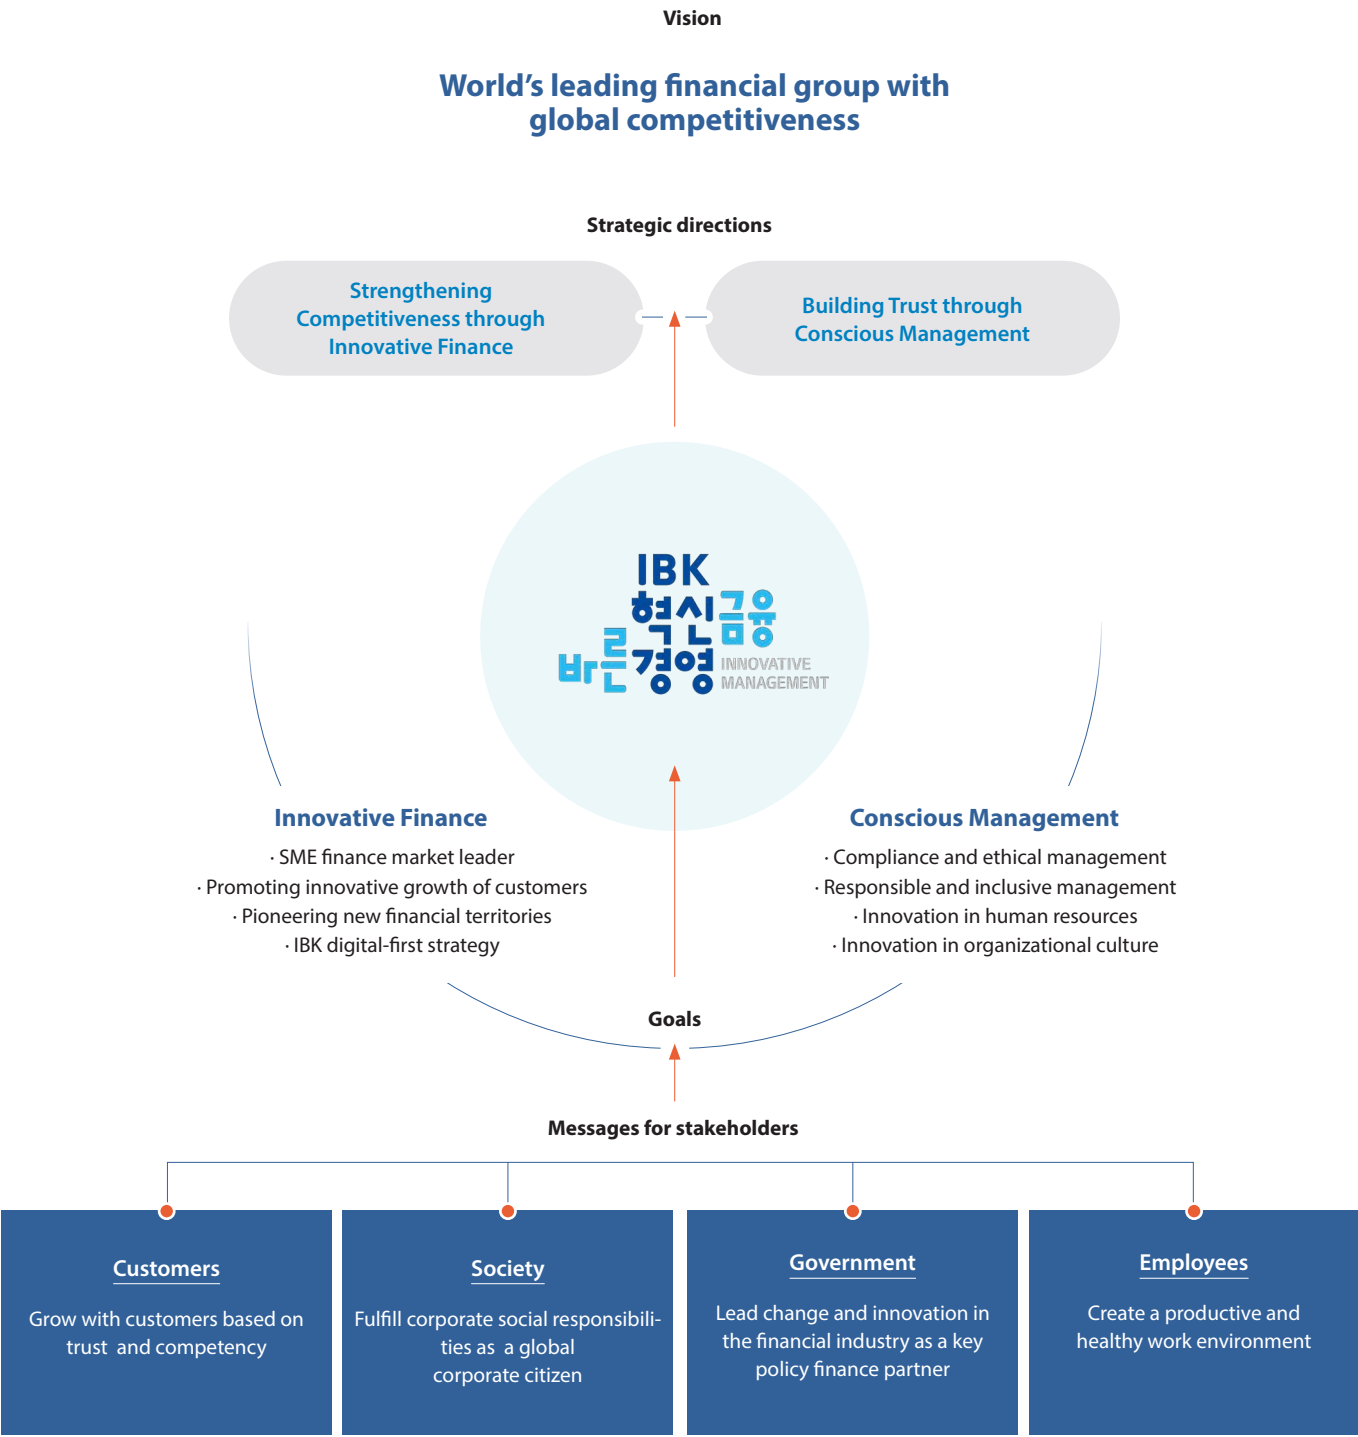 Vision
World's leading financial group with
global competitiveness
Strategic directions
Strengthening
Competitiveness through
Innovative Finance
Building Trust through
Conscious Management
IBK
혁신금융
바른경영
INNOVATIVE
MANAGEMENT
Innovative Finance
· SME finance market leader
· Promoting innovative growth of customers
· Pioneering new financial territories
· IBK digital-first strategy
Conscious Management
· Compliance and ethical management
· Responsible and inclusive management
· Innovation in human resources
· Innovation in organizational culture
Goals
Messages for stakeholders
Customers
Grow with customers based on
trust and competency
Society
Fulfill corporate social responsibili-
ties as a global
corporate citizen
Government
Lead change and innovation in
the financial industry as a key
policy finance partner
Employees
Create a productive and
healthy work environment